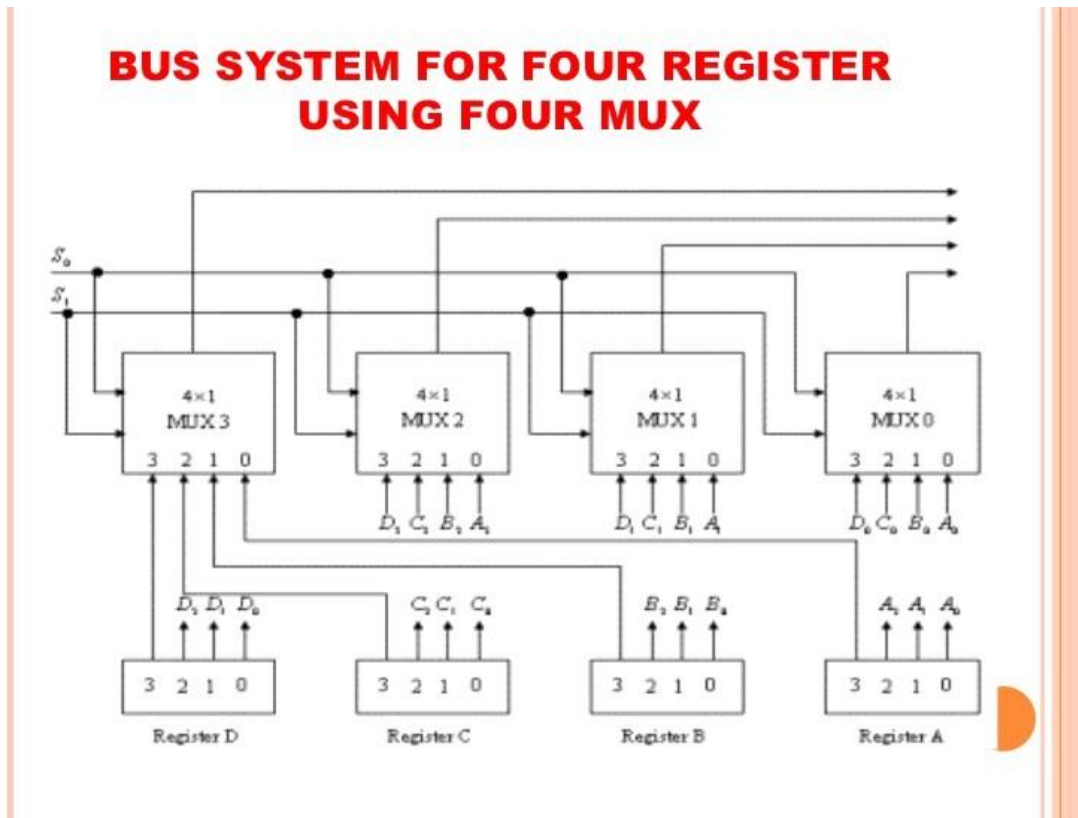 BUS SYSTEM FOR FOUR REGISTER
USING FOUR MUX
S₀
S₁
4×1 4×1 4×1 4×1
MUX 3 MUX 2 MUX 1 MUX 0
3 2 1 0 3 2 1 0 3 2 1 0 3 2 1 0
D₂ C₂ B₂ A₂ D₁ C₁ B₁ A₁ D₀ C₀ B₀ A₀
D₂ D₁ D₀ C₂ C₁ C₀ B₂ B₁ B₀ A₂ A₁ A₀
3 2 1 0 3 2 1 0 3 2 1 0 3 2 1 0
Register D Register C Register B Register A